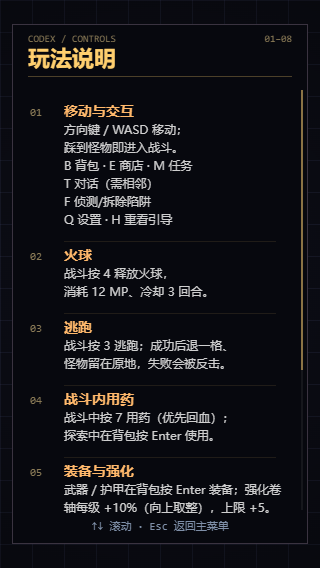 CODEX / CONTROLS
01-08
玩法说明
01
移动与交互
方向键 / WASD 移动；
踩到怪物即进入战斗。
B 背包 · E 商店 · M 任务
T 对话（需相邻）
F 侦测/拆除陷阱
Q 设置 · H 重看引导
02
火球
战斗按 4 释放火球，
消耗 12 MP、冷却 3 回合。
03
逃跑
战斗按 3 逃跑；成功后退一格、
怪物留在原地，失败会被反击。
04
战斗内用药
战斗中按 7 用药（优先回血）；
探索中在背包按 Enter 使用。
05
装备与强化
武器 / 护甲在背包按 Enter 装备；强化卷
轴每级 +10%（向上取整），上限 +5。
↑↓ 滚动 · Esc 返回主菜单